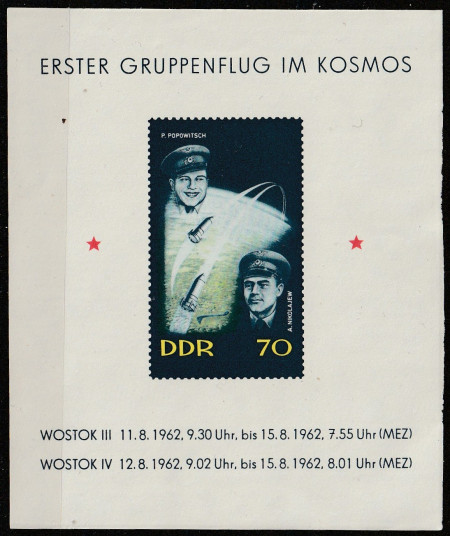 ERSTER GRUPPENFLUG IM KOSMOS
P. POPOWITSCH
A. NIKOLAJEW
DDR 70
WOSTOK III 11.8.1962, 9.30 Uhr, bis 15.8.1962, 7.55 Uhr (MEZ)
WOSTOK IV 12.8.1962, 9.02 Uhr, bis 15.8.1962, 8.01 Uhr (MEZ)